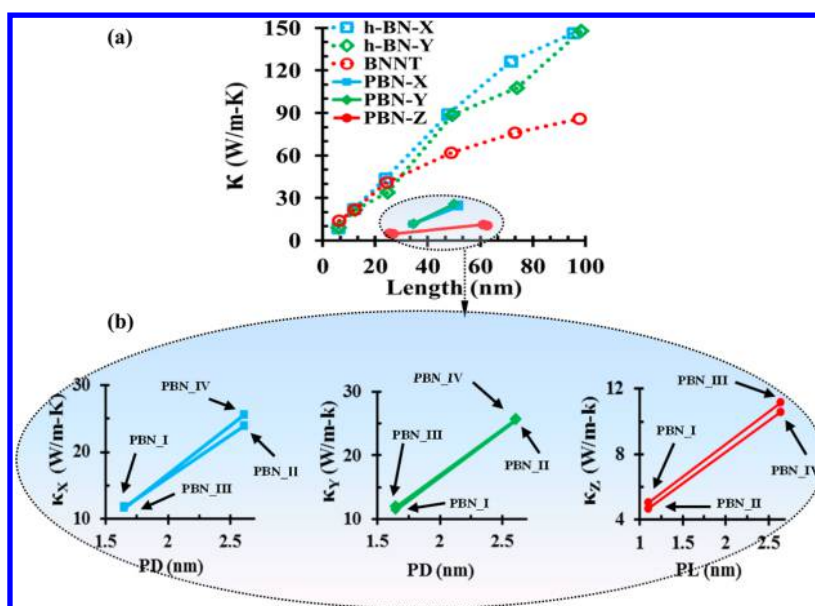 (a)
h-BN-X
h-BN-Y
BNNT
PBN-X
PBN-Y
PBN-Z
150
120
90
60
30
0
K (W/m-K)
0 20 40 60 80 100
Length (nm)
(b)
30
20
10
κX (W/m-K)
PBN_IV
PBN_I
PBN_II
PBN_III
1.5 2 2.5
PD (nm)
30
20
10
κY (W/m-k)
PBN_IV
PBN_III
PBN_II
PBN_I
1.5 2 2.5
PD (nm)
12
8
4
κZ (W/m-k)
PBN_III
PBN_I
PBN_IV
PBN_II
1 1.5 2 2.5
PL (nm)